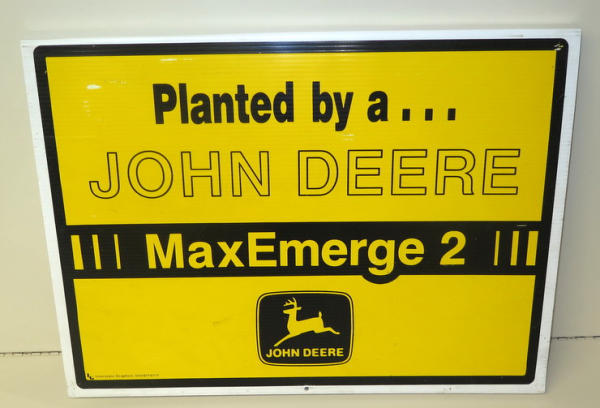 Planted by a...
JOHN DEERE
MaxEmerge 2
JOHN DEERE